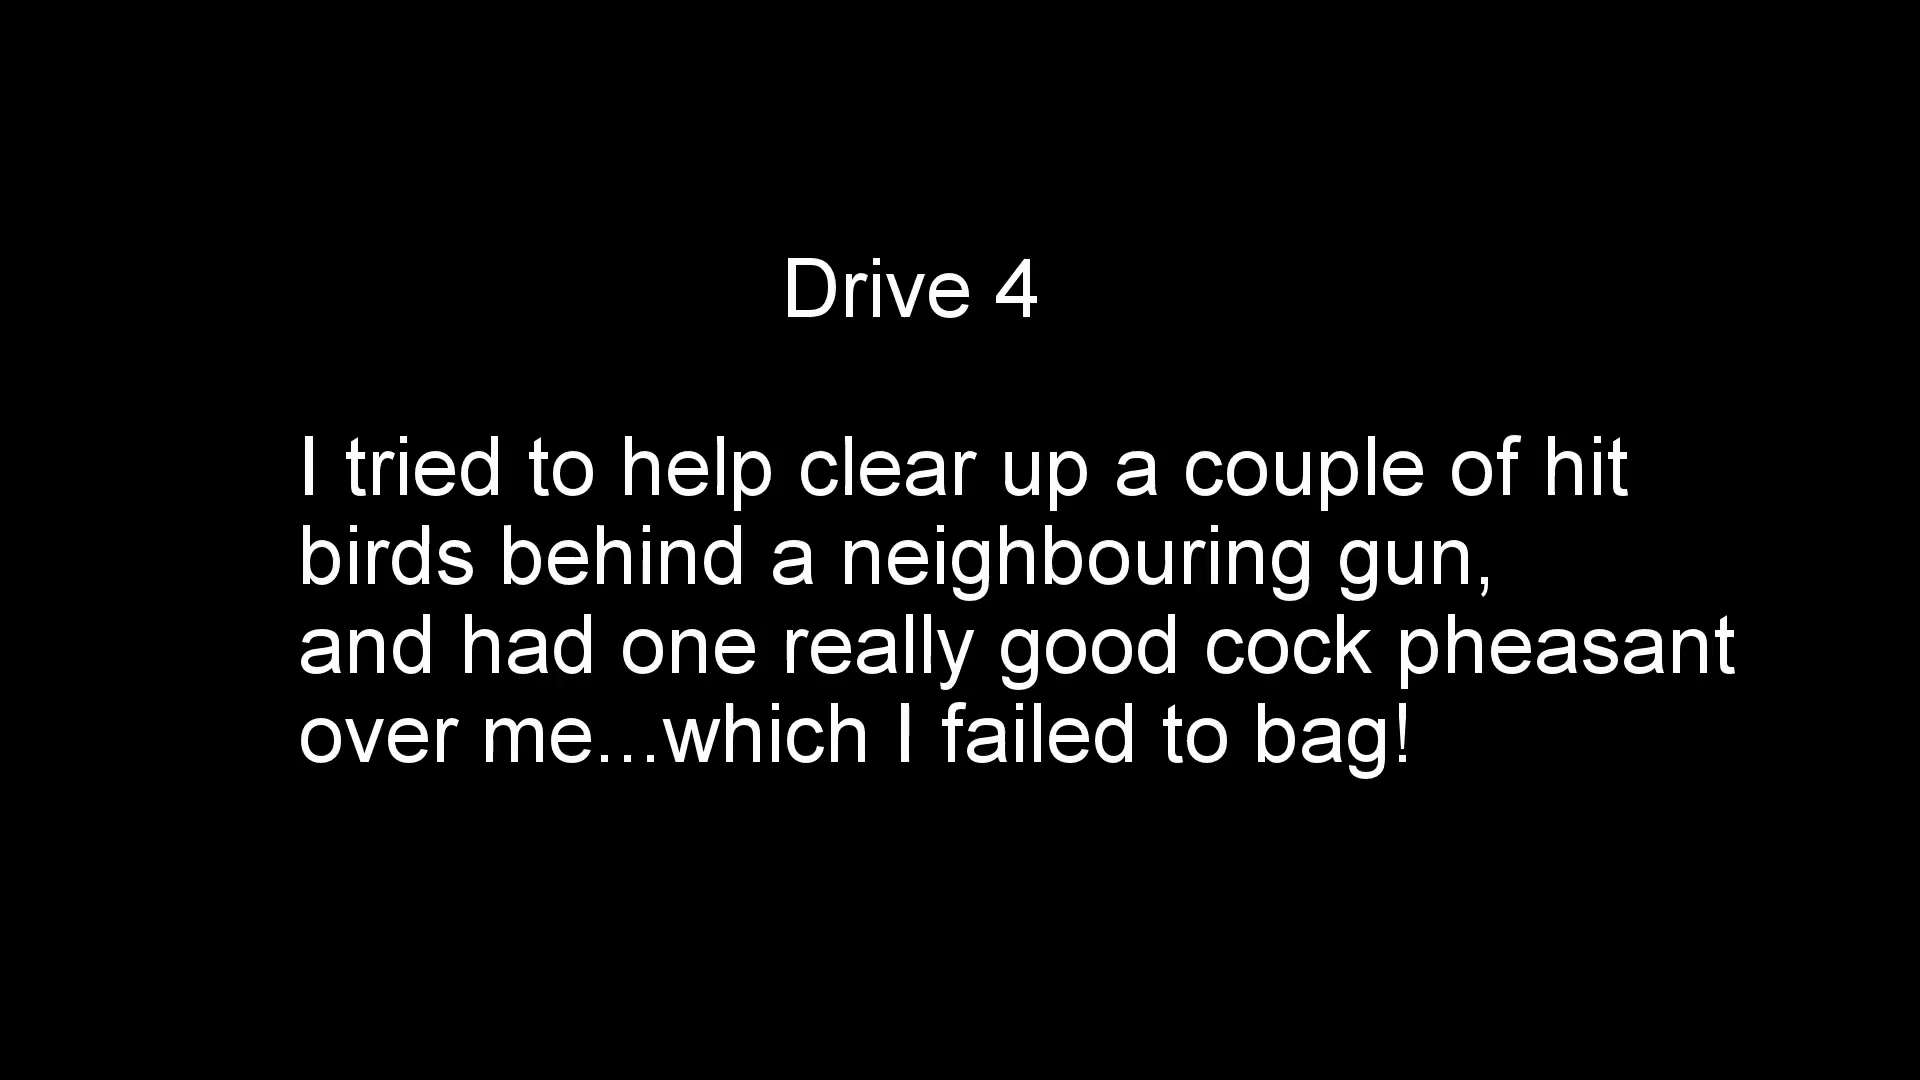 Drive 4
I tried to help clear up a couple of hit
birds behind a neighbouring gun,
and had one really good cock pheasant
over me...which I failed to bag!